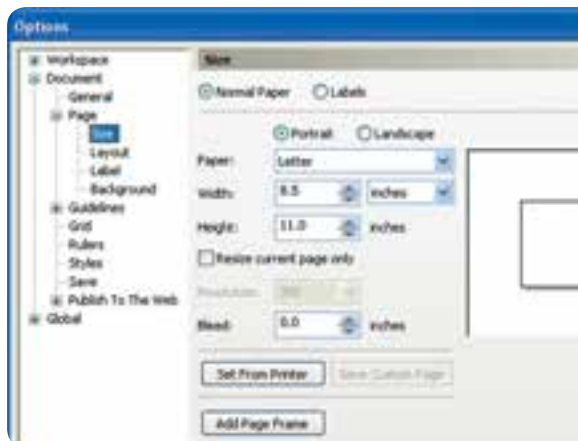 Options
Workspace
Document
General
Page
Size
Layout
Label
Background
Guidelines
Grid
Rulers
Styles
Save
Publish To The Web
Global
Size
Normal Paper Labels
Portrait Landscape
Paper: Letter
Width: 8.5 inches
Height: 11.0 inches
Resize current page only
Resolution: 300
Bleed: 0.0 inches
Set From Printer Save Custom Page
Add Page Frame